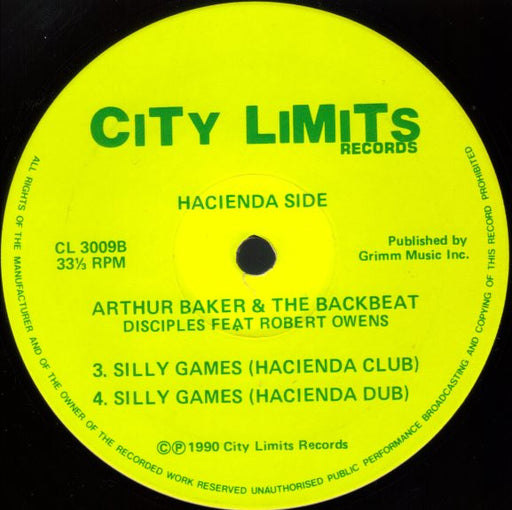 CiTY LiMiTS
RECORDS
HACIENDA SIDE
CL 3009B
33⅓ RPM
Published by
Grimm Music Inc.
ARTHUR BAKER & THE BACKBEAT
DISCIPLES FEAT ROBERT OWENS
3. SILLY GAMES (HACIENDA CLUB)
4. SILLY GAMES (HACIENDA DUB)
©℗ 1990 City Limits Records
ALL RIGHTS OF THE MANUFACTURER AND OF THE OWNER OF THE RECORDED WORK RESERVED UNAUTHORISED PUBLIC PERFORMANCE BROADCASTING AND COPYING OF THIS RECORD PROHIBITED